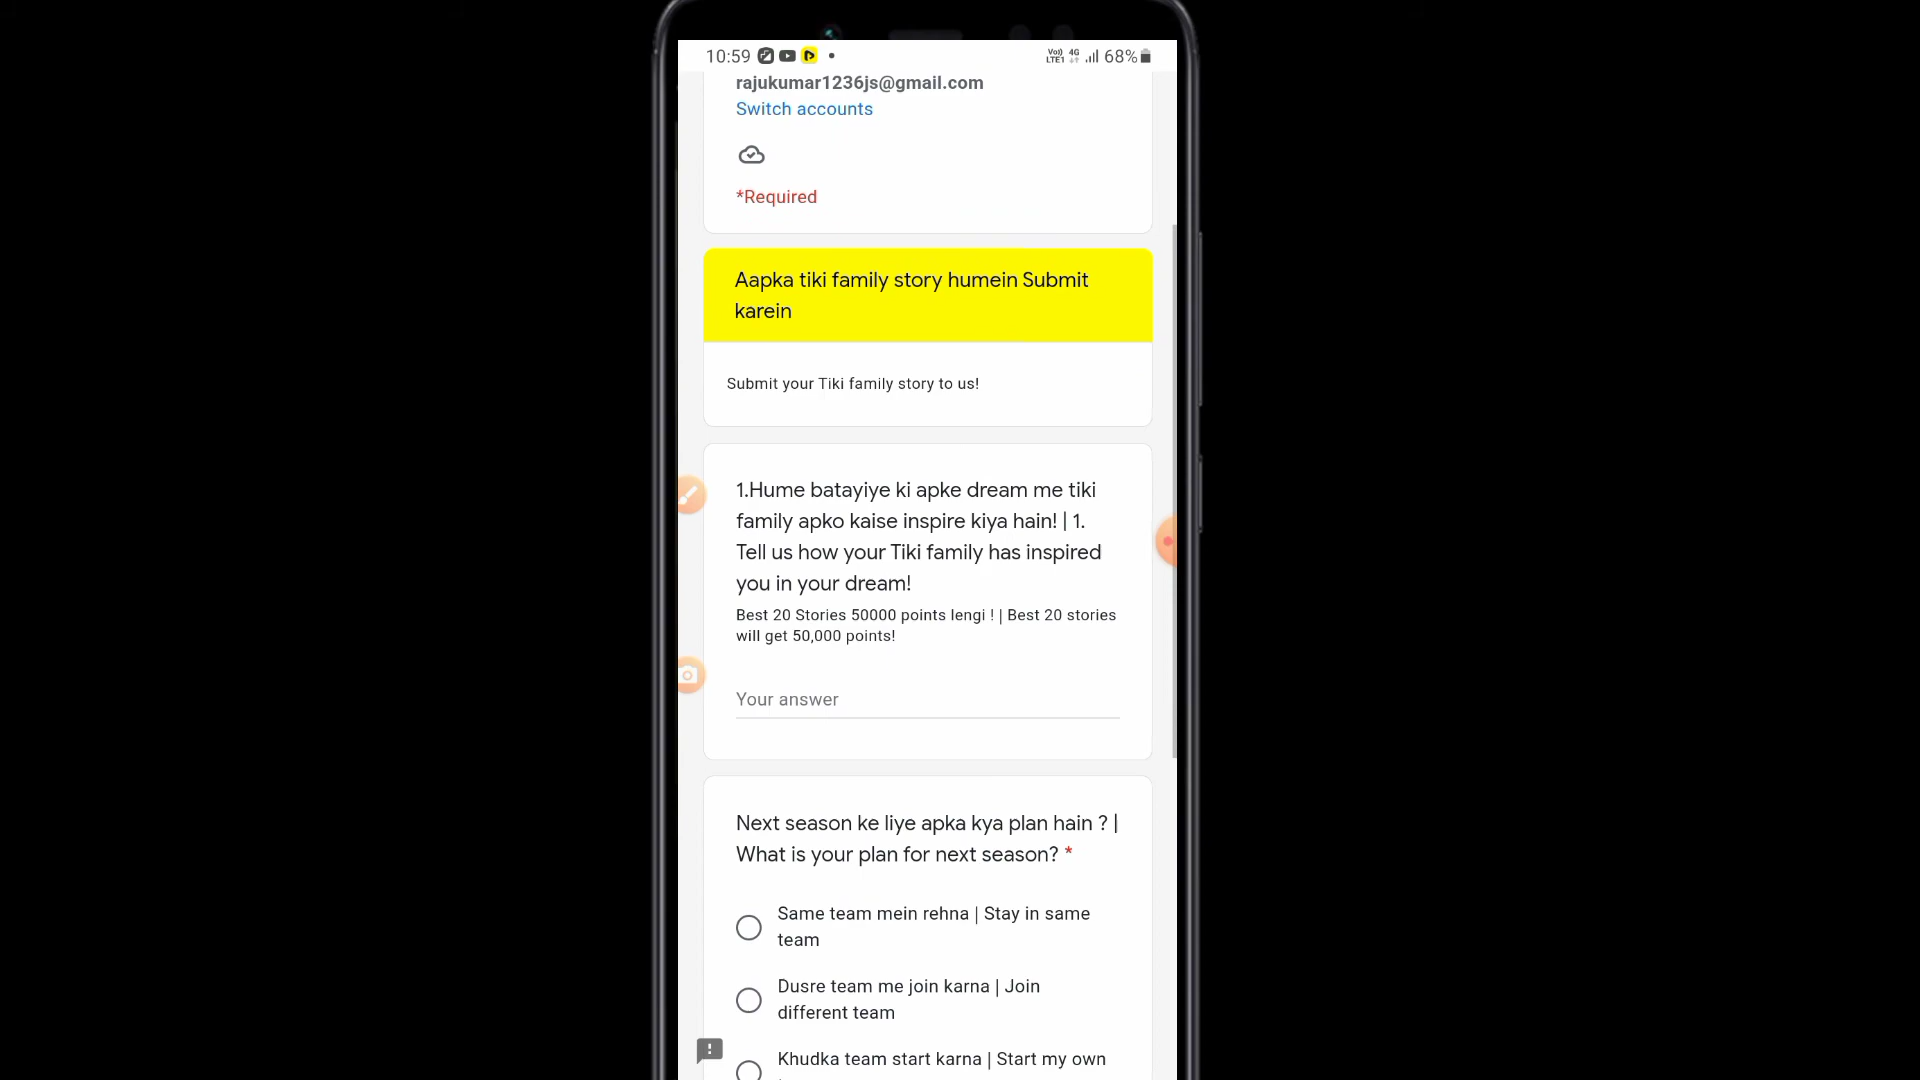 10:59
Vo)) LTE1 4G 68%
rajukumar1236js@gmail.com
Switch accounts
*Required
Aapka tiki family story humein Submit
karein
Submit your Tiki family story to us!
1.Hume batayiye ki apke dream me tiki
family apko kaise inspire kiya hain! | 1.
Tell us how your Tiki family has inspired
you in your dream!
Best 20 Stories 50000 points lengi ! | Best 20 stories
will get 50,000 points!
Your answer
Next season ke liye apka kya plan hain ? |
What is your plan for next season? *
Same team mein rehna | Stay in same
team
Dusre team me join karna | Join
different team
Khudka team start karna | Start my own